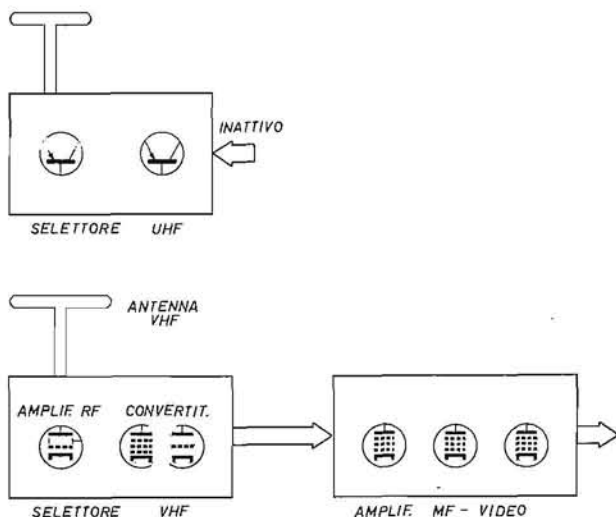 INATTIVO
SELETTORE UHF
ANTENNA
VHF
AMPLIF. RF CONVERTIT.
SELETTORE VHF
AMPLIF. MF - VIDEO